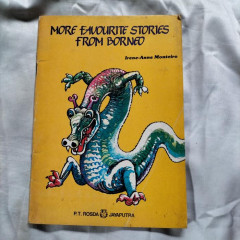 MORE FAVOURITE STORIES
FROM BORNEO
Irene-Anne Monteiro
P.T. ROSDA JAYAPUTRA